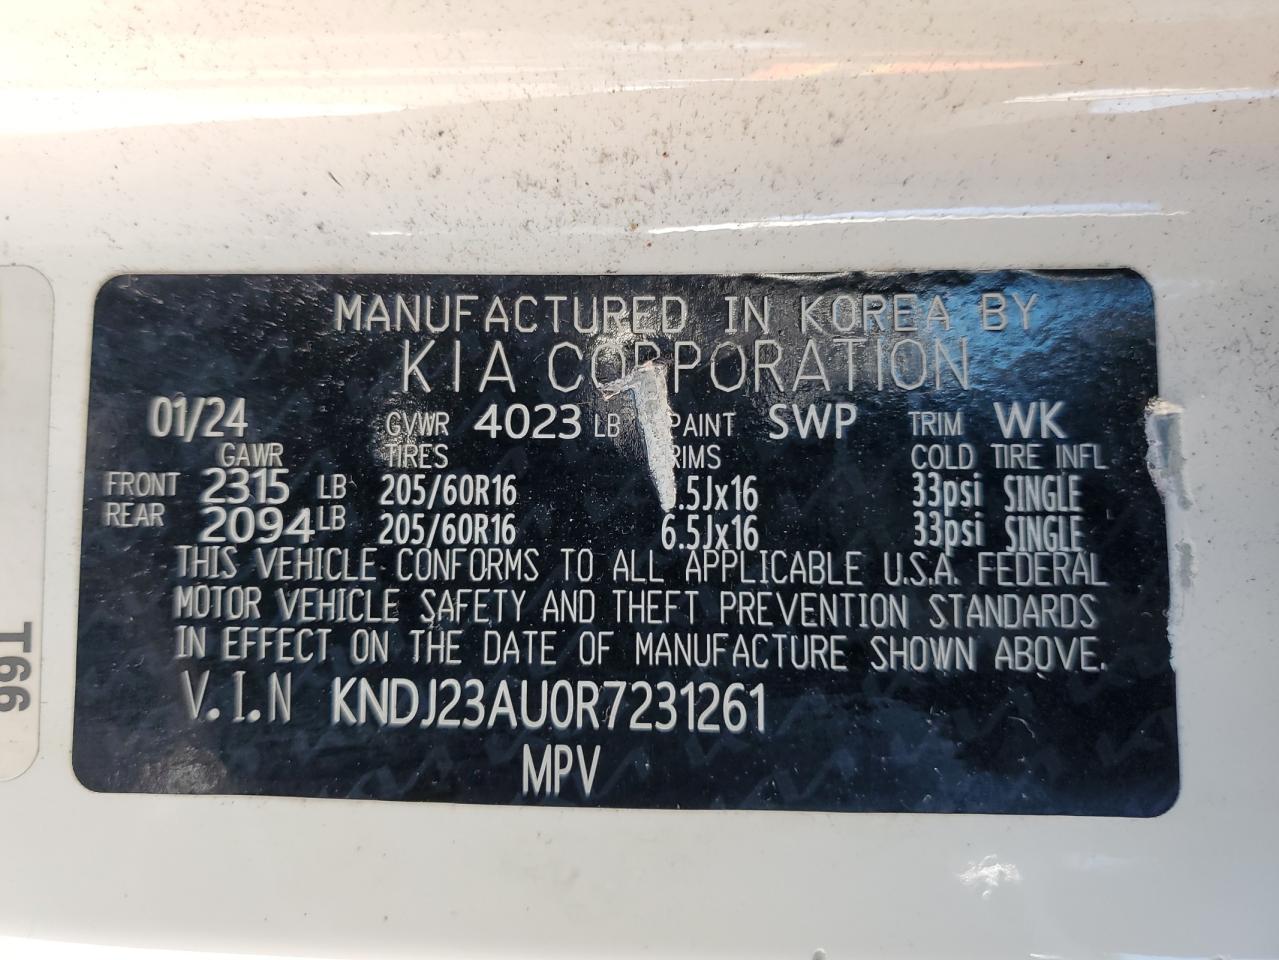 MANUFACTURED IN KOREA BY
KIA CORPORATION
01/24 GVWR 4023 LB PAINT SWP TRIM WK
GAWR TIRES RIMS COLD TIRE INFL
FRONT 2315 LB 205/60R16 .5Jx16 33psi SINGLE
REAR 2094 LB 205/60R16 6.5Jx16 33psi SINGLE
THIS VEHICLE CONFORMS TO ALL APPLICABLE U.S.A. FEDERAL
MOTOR VEHICLE SAFETY AND THEFT PREVENTION STANDARDS
IN EFFECT ON THE DATE OF MANUFACTURE SHOWN ABOVE.
V.I.N KNDJ23AU0R7231261
MPV
T66